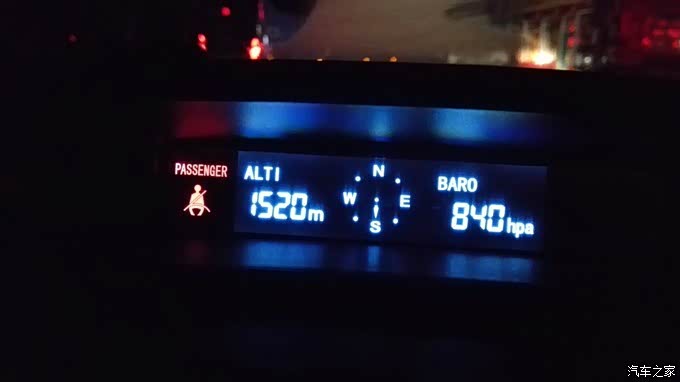 PASSENGER
ALTI
1520m
N
W
E
S
BARO
840hpa
汽车之家